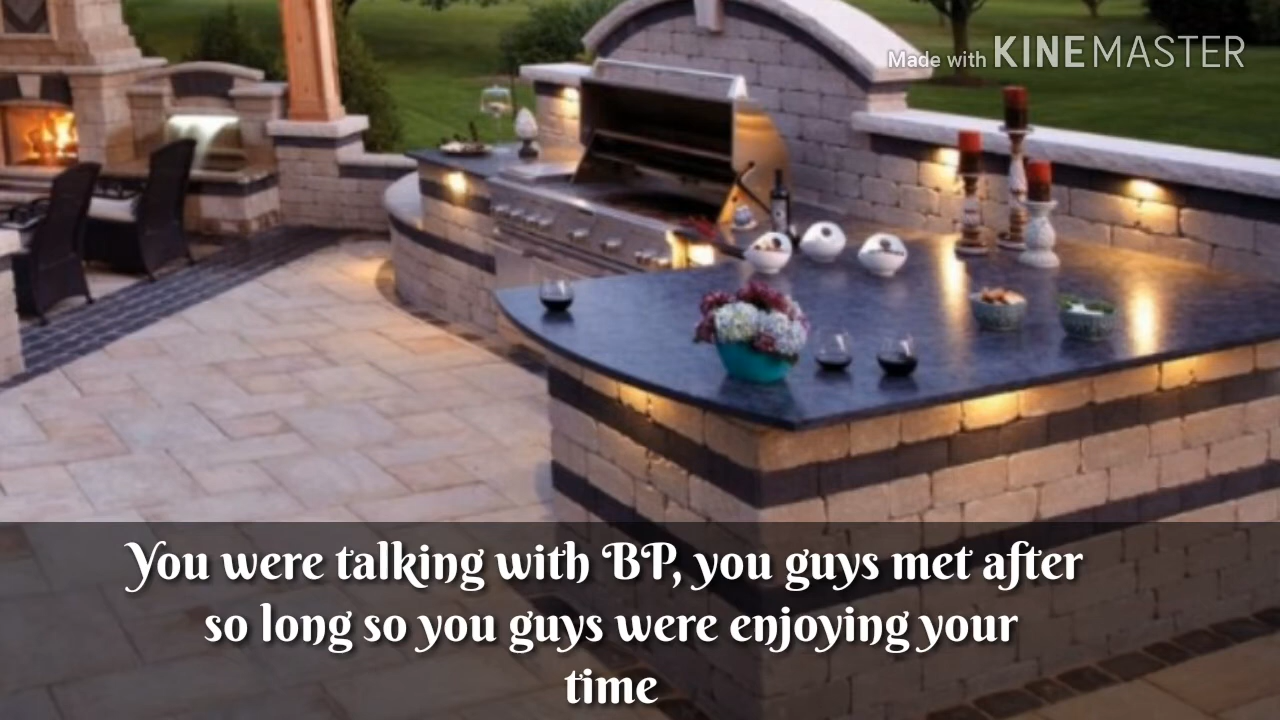 Made with KINEMASTER
You were talking with BP, you guys met after
so long so you guys were enjoying your
time